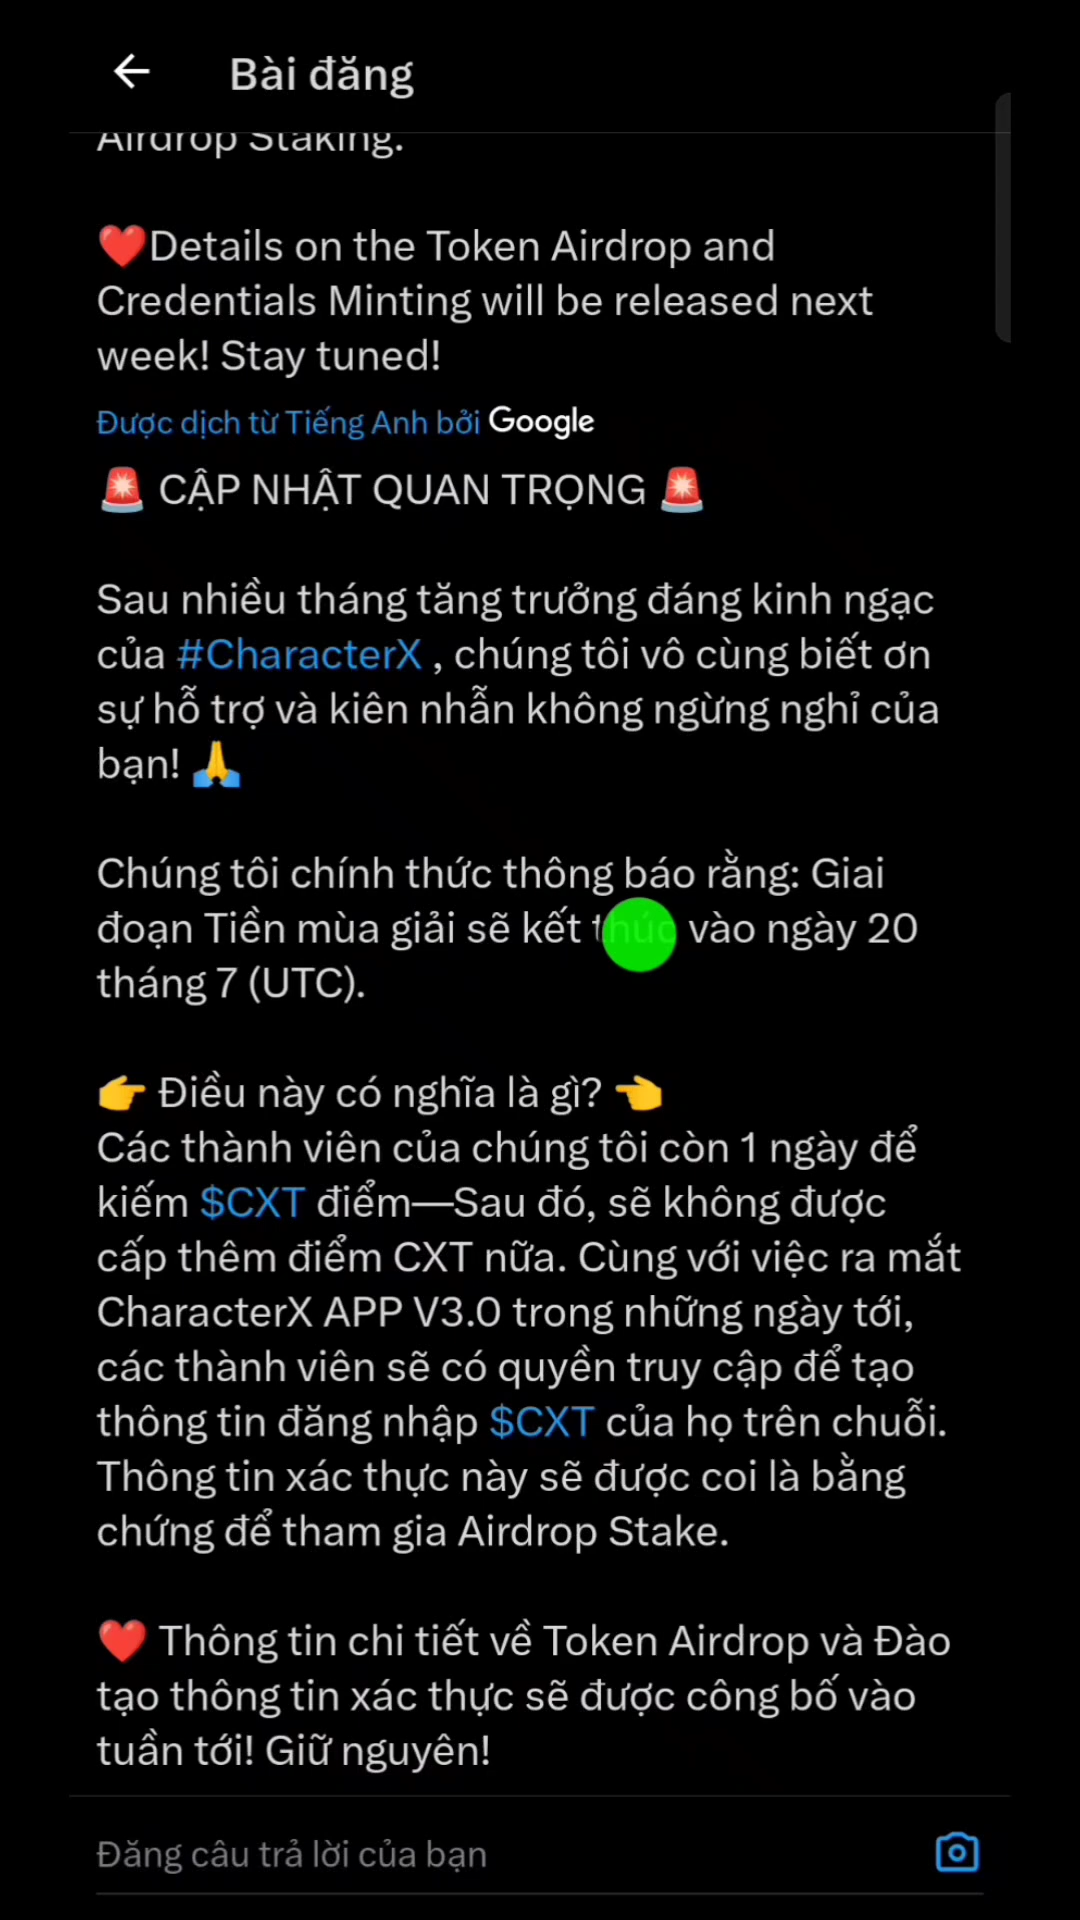 Bài đăng
Airdrop Staking.
❤️Details on the Token Airdrop and
Credentials Minting will be released next
week! Stay tuned!
Được dịch từ Tiếng Anh bởi Google
🚨 CẬP NHẬT QUAN TRỌNG 🚨
Sau nhiều tháng tăng trưởng đáng kinh ngạc
của #CharacterX , chúng tôi vô cùng biết ơn
sự hỗ trợ và kiên nhẫn không ngừng nghỉ của
bạn! 🙏
Chúng tôi chính thức thông báo rằng: Giai
đoạn Tiền mùa giải sẽ kết thúc vào ngày 20
tháng 7 (UTC).
👉 Điều này có nghĩa là gì? 👈
Các thành viên của chúng tôi còn 1 ngày để
kiếm $CXT điểm—Sau đó, sẽ không được
cấp thêm điểm CXT nữa. Cùng với việc ra mắt
CharacterX APP V3.0 trong những ngày tới,
các thành viên sẽ có quyền truy cập để tạo
thông tin đăng nhập $CXT của họ trên chuỗi.
Thông tin xác thực này sẽ được coi là bằng
chứng để tham gia Airdrop Stake.
❤️ Thông tin chi tiết về Token Airdrop và Đào
tạo thông tin xác thực sẽ được công bố vào
tuần tới! Giữ nguyên!
Đăng câu trả lời của bạn